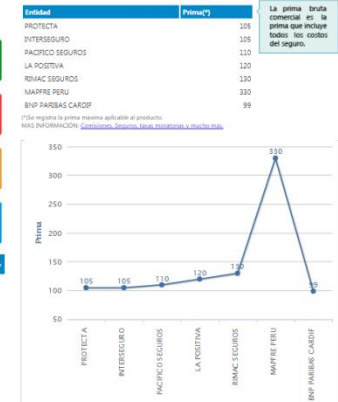 Entidad Prima(*)
PROTECTA 105
INTERSEGURO 105
PACIFICO SEGUROS 110
LA POSITIVA 120
RIMAC SEGUROS 130
MAPFRE PERU 330
BNP PARIBAS CARDIF 99
La prima bruta
comercial es la
prima que incluye
todos los costos
del seguro.
(*)Se registra la prima maxima aplicable al producto.
MAS INFORMACIÓN: Comisiones, Seguros, tasas moratorias y mucho más.
350
300
250
200
150
100
50
Prima
105
105
110
120
130
330
99
PROTECTA
INTERSEGURO
PACIFICO SEGUROS
LA POSITIVA
RIMAC SEGUROS
MAPFRE PERU
BNP PARIBAS CARDIF